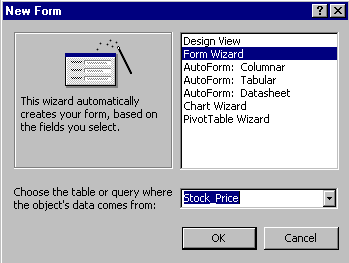 New Form
Design View
Form Wizard
AutoForm: Columnar
AutoForm: Tabular
AutoForm: Datasheet
Chart Wizard
PivotTable Wizard
This wizard automatically
creates your form, based on
the fields you select.
Choose the table or query where
the object's data comes from:
Stock_Price
OK
Cancel